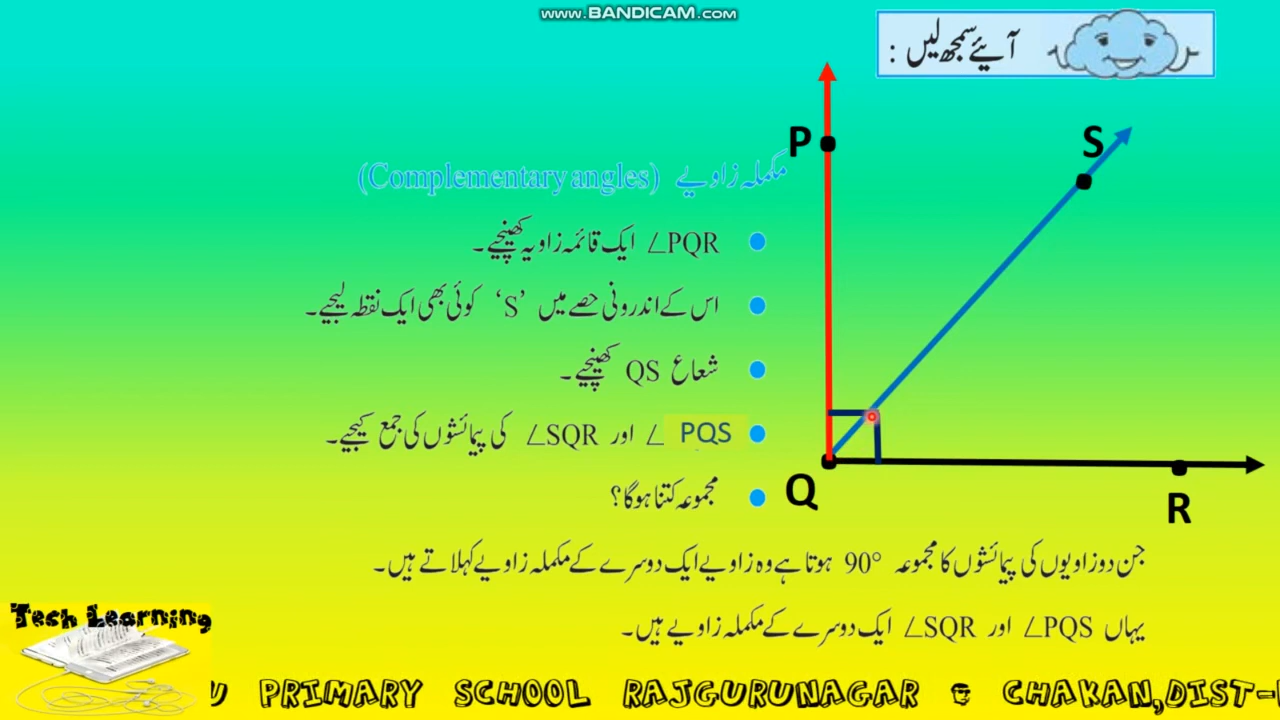 www.BANDICAM.com
آئیے سمجھ لیں :
مکملہ زاویے (Complementary angles)
∠PQR ایک قائمہ زاویہ کھینچیے۔
اس کے اندرونی حصے میں ‘S’ کوئی بھی ایک نقطہ لیجیے۔
شعاع QS کھینچیے۔
∠ PQS اور ∠SQR کی پیمائشوں کی جمع کیجیے۔
مجموعہ کتنا ہوگا؟
جن دو زاویوں کی پیمائشوں کا مجموعہ 90° ہوتا ہے وہ زاویے ایک دوسرے کے مکملہ زاویے کہلاتے ہیں۔
یہاں ∠PQS اور ∠SQR ایک دوسرے کے مکملہ زاویے ہیں۔
P
S
Q
R
Tech Learning
U PRIMARY SCHOOL RAJGURUNAGAR & CHAKAN,DIST-